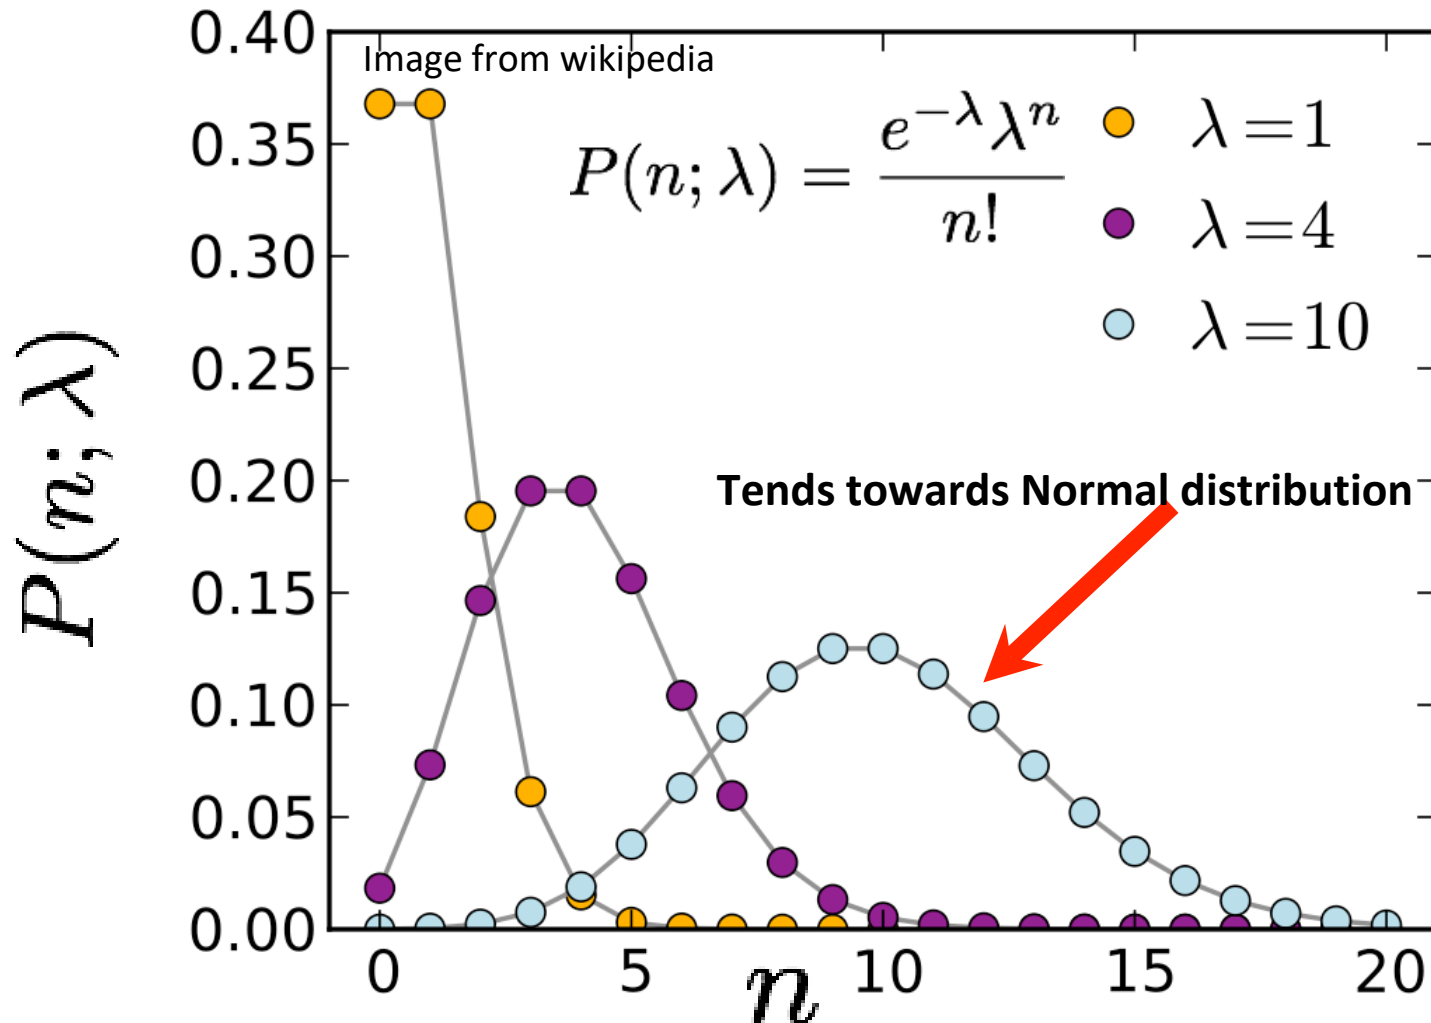 0.40
Image from wikipedia
0.35
0.30
0.25
0.20
0.15
0.10
0.05
0.00
P(n; λ)
P(n; λ) = e^{-λ} λ^n / n!
λ = 1
λ = 4
λ = 10
Tends towards Normal distribution
0 5 10 15 20
n